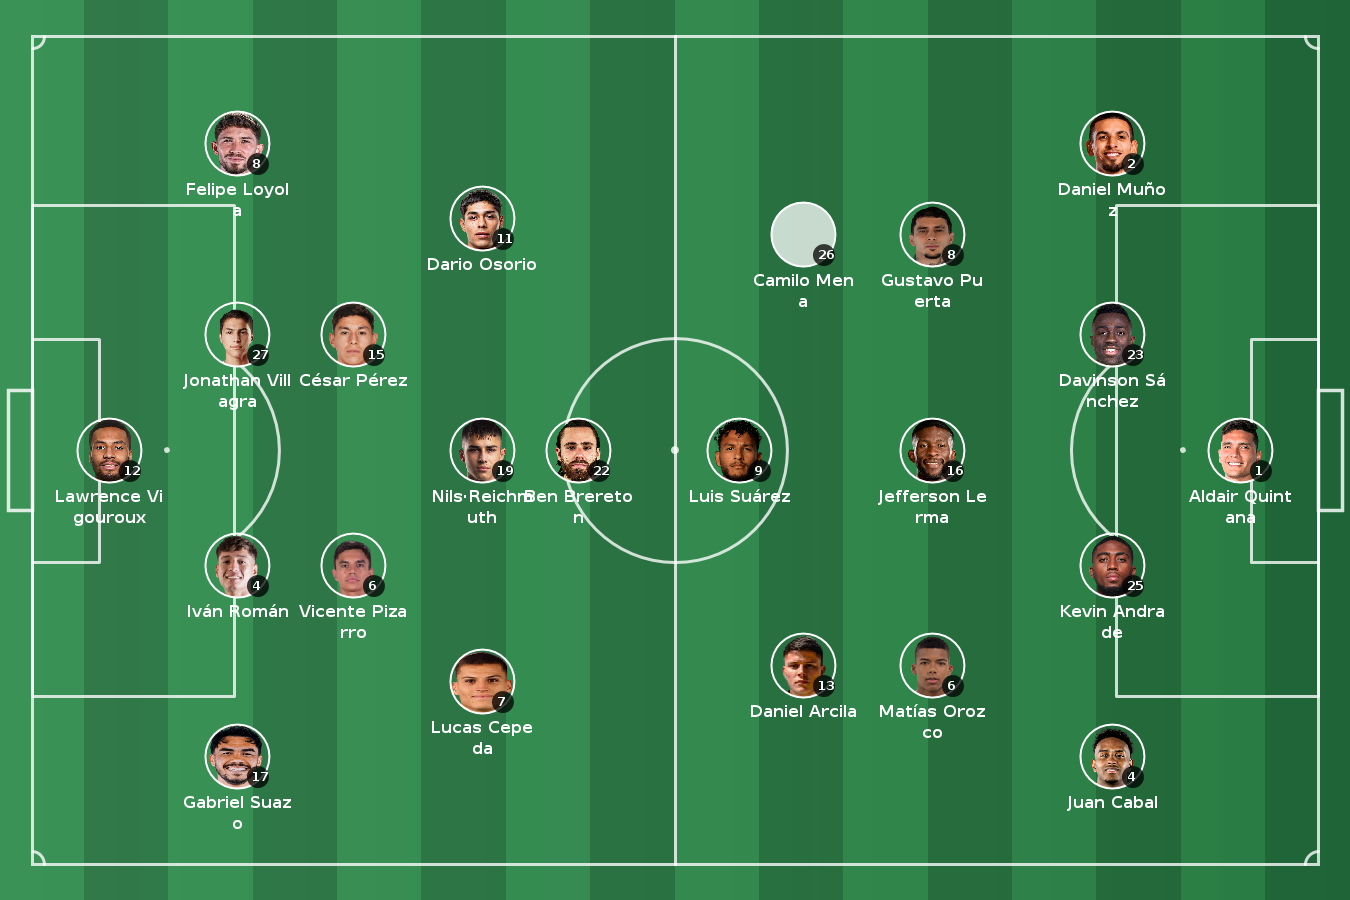 8
Felipe Loyol
a
2
Daniel Muño
z
11
Dario Osorio
26
Camilo Men
a
8
Gustavo Pu
erta
27
Jonathan Vill
agra
15
César Pérez
23
Davinson Sá
nchez
12
Lawrence Vi
gouroux
19
Nils·Reichm
uth
22
Ben Brereto
n
9
Luis Suárez
16
Jefferson Le
rma
1
Aldair Quint
ana
4
Iván Román
6
Vicente Piza
rro
25
Kevin Andra
de
7
Lucas Cepe
da
13
Daniel Arcila
6
Matías Oroz
co
17
Gabriel Suaz
o
4
Juan Cabal